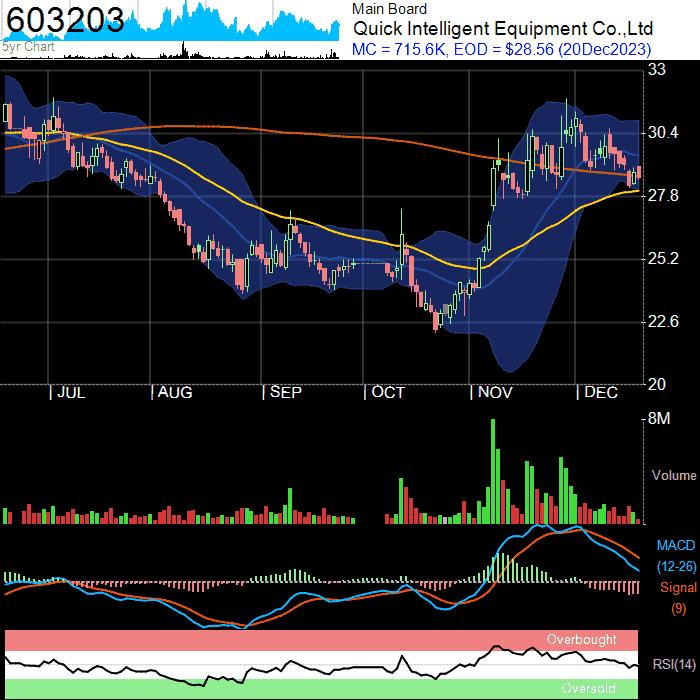 603203
5yr Chart
Main Board
Quick Intelligent Equipment Co.,Ltd
MC = 715.6K, EOD = $28.56 (20Dec2023)
33
30.4
27.8
25.2
22.6
20
JUL
AUG
SEP
OCT
NOV
DEC
8M
Volume
MACD
(12-26)
Signal
(9)
Overbought
RSI(14)
Oversold